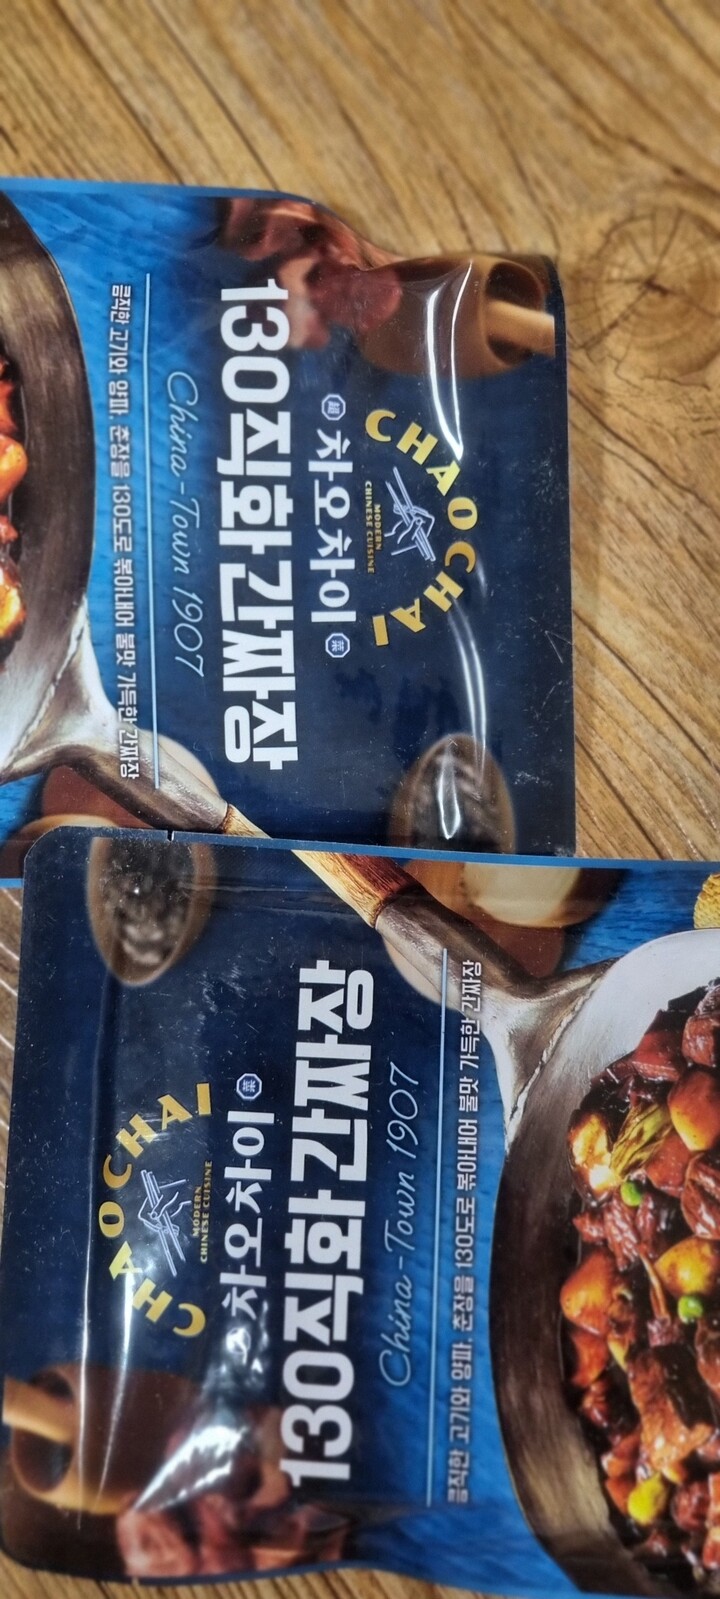 CHAOCHAI
MODERN
CHINESE CUISINE
차오차이 菜
130직화간짜장
China-Town 1907
큼직한 고기와 양파, 춘장을 130도로 볶아내어 불맛 가득한 간짜장
CHAOCHAI
MODERN
CHINESE CUISINE
超 차오차이 菜
130직화간짜장
China-Town 1907
큼직한 고기와 양파, 춘장을 130도로 볶아내어 불맛 가득한 간짜장